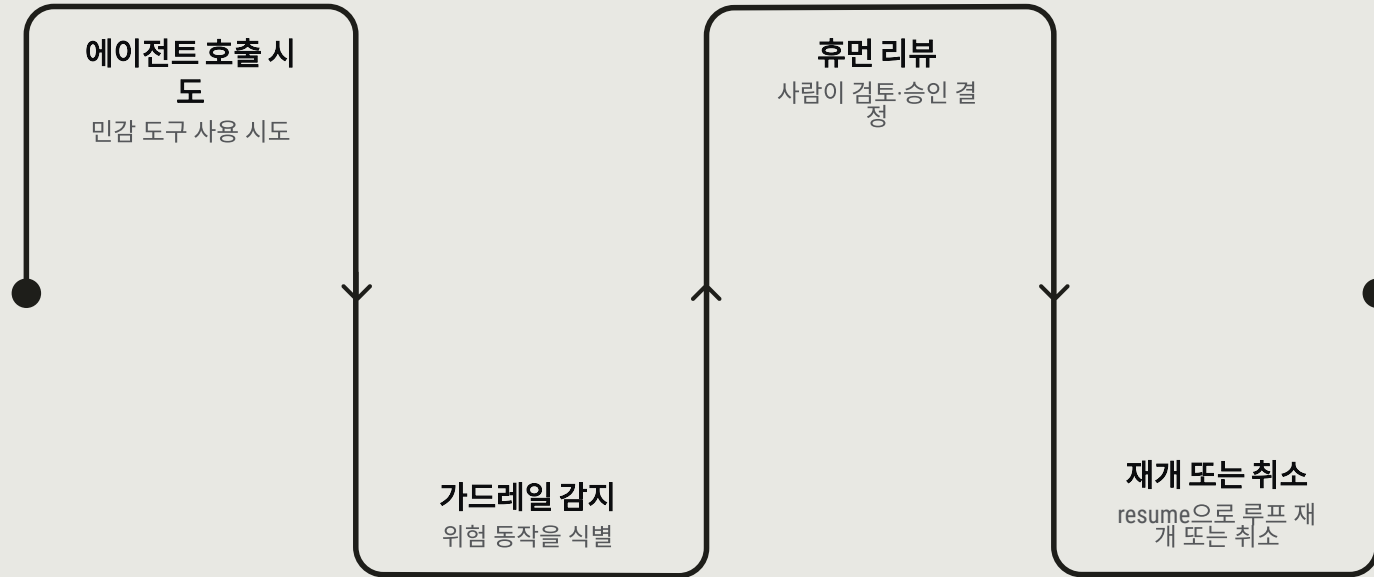 에이전트 호출 시
도
민감 도구 사용 시도
가드레일 감지
위험 동작을 식별
휴먼 리뷰
사람이 검토·승인 결
정
재개 또는 취소
resume으로 루프 재
개 또는 취소